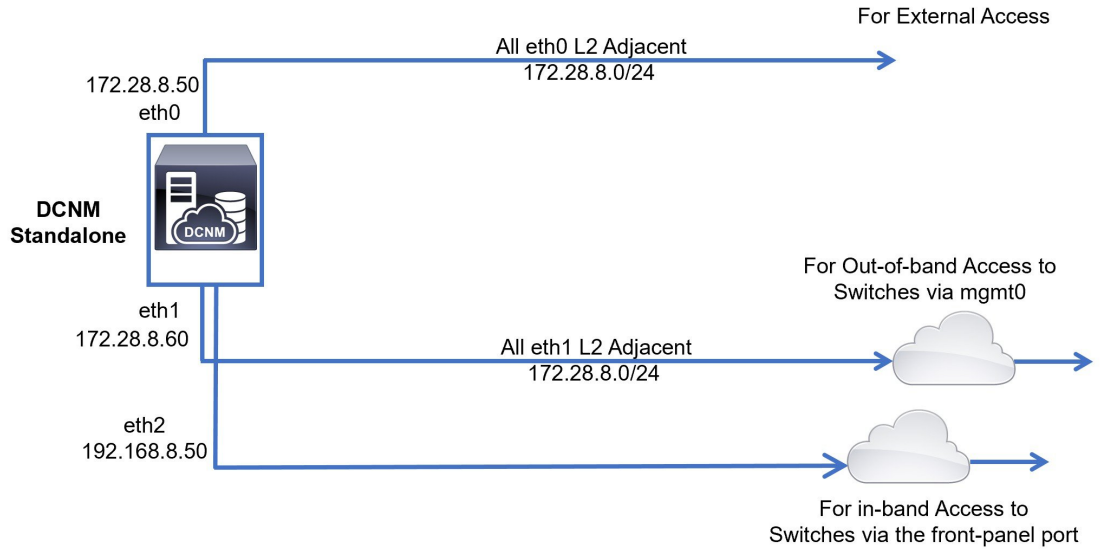 For External Access
All eth0 L2 Adjacent
172.28.8.0/24
172.28.8.50
eth0
DCNM
Standalone
DCNM
For Out-of-band Access to
Switches via mgmt0
eth1
172.28.8.60
All eth1 L2 Adjacent
172.28.8.0/24
eth2
192.168.8.50
For in-band Access to
Switches via the front-panel port